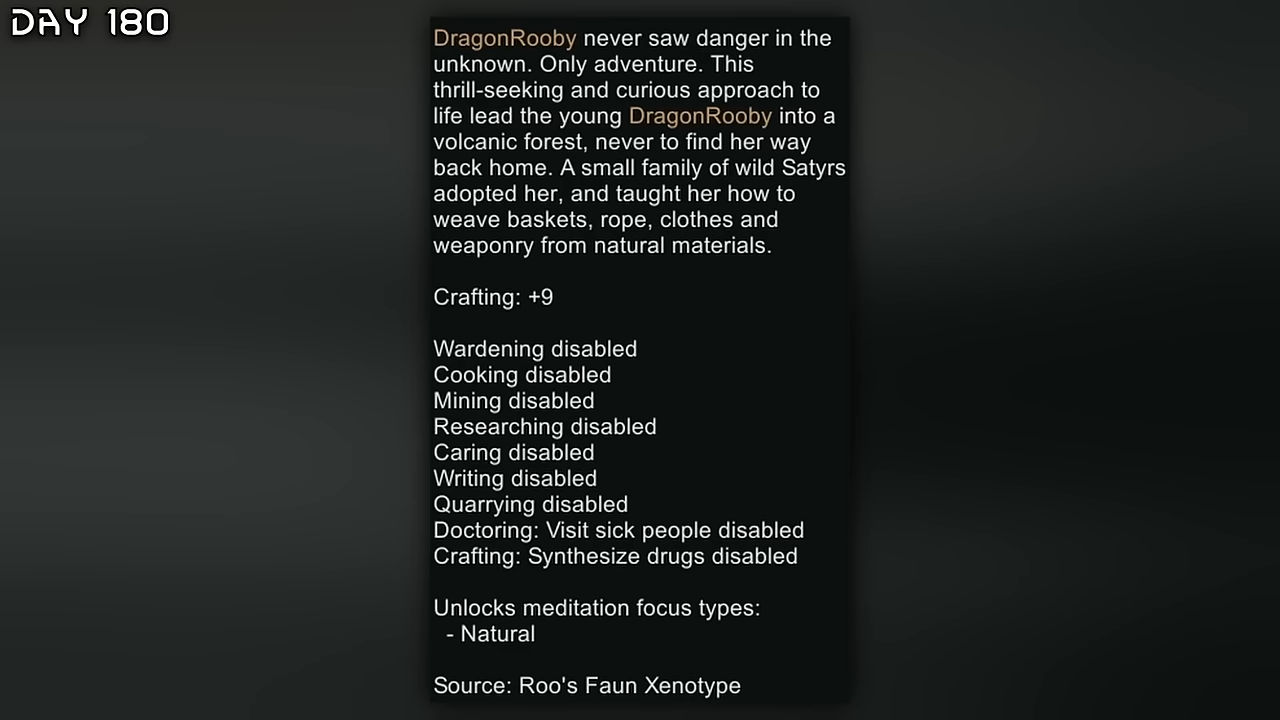 DAY 180
DragonRooby never saw danger in the
unknown. Only adventure. This
thrill-seeking and curious approach to
life lead the young DragonRooby into a
volcanic forest, never to find her way
back home. A small family of wild Satyrs
adopted her, and taught her how to
weave baskets, rope, clothes and
weaponry from natural materials.
Crafting: +9
Wardening disabled
Cooking disabled
Mining disabled
Researching disabled
Caring disabled
Writing disabled
Quarrying disabled
Doctoring: Visit sick people disabled
Crafting: Synthesize drugs disabled
Unlocks meditation focus types:
- Natural
Source: Roo's Faun Xenotype